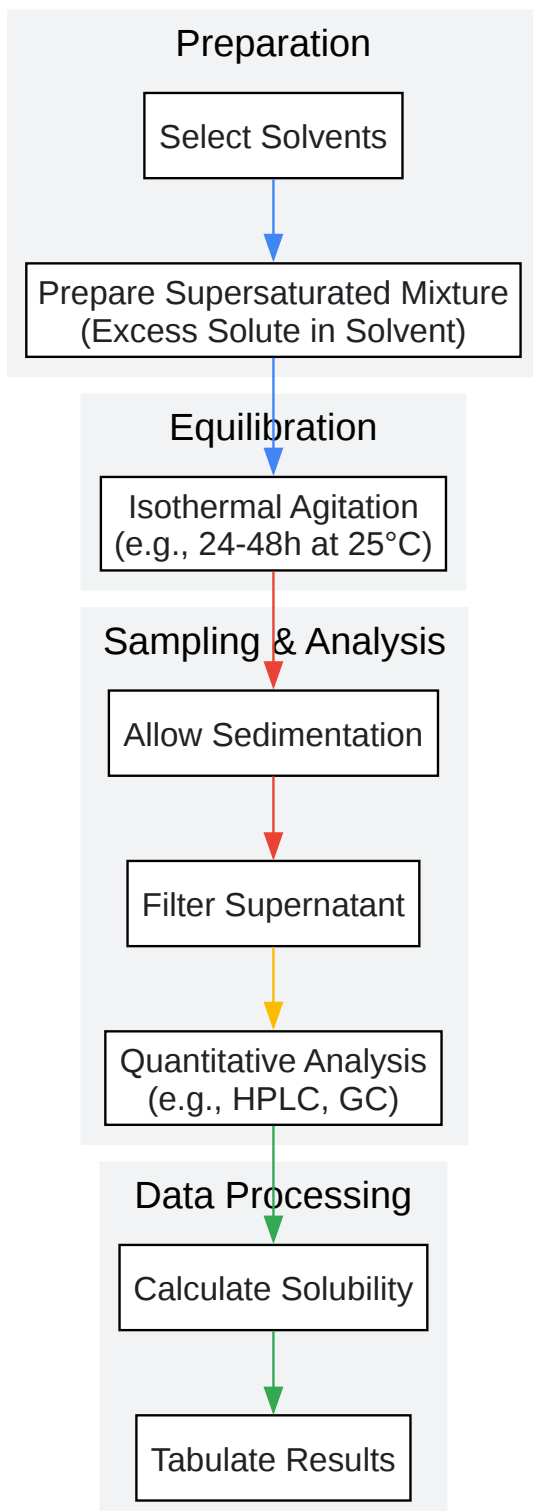 Preparation
Select Solvents
Prepare Supersaturated Mixture
(Excess Solute in Solvent)
Equilibration
Isothermal Agitation
(e.g., 24-48h at 25°C)
Sampling & Analysis
Allow Sedimentation
Filter Supernatant
Quantitative Analysis
(e.g., HPLC, GC)
Data Processing
Calculate Solubility
Tabulate Results